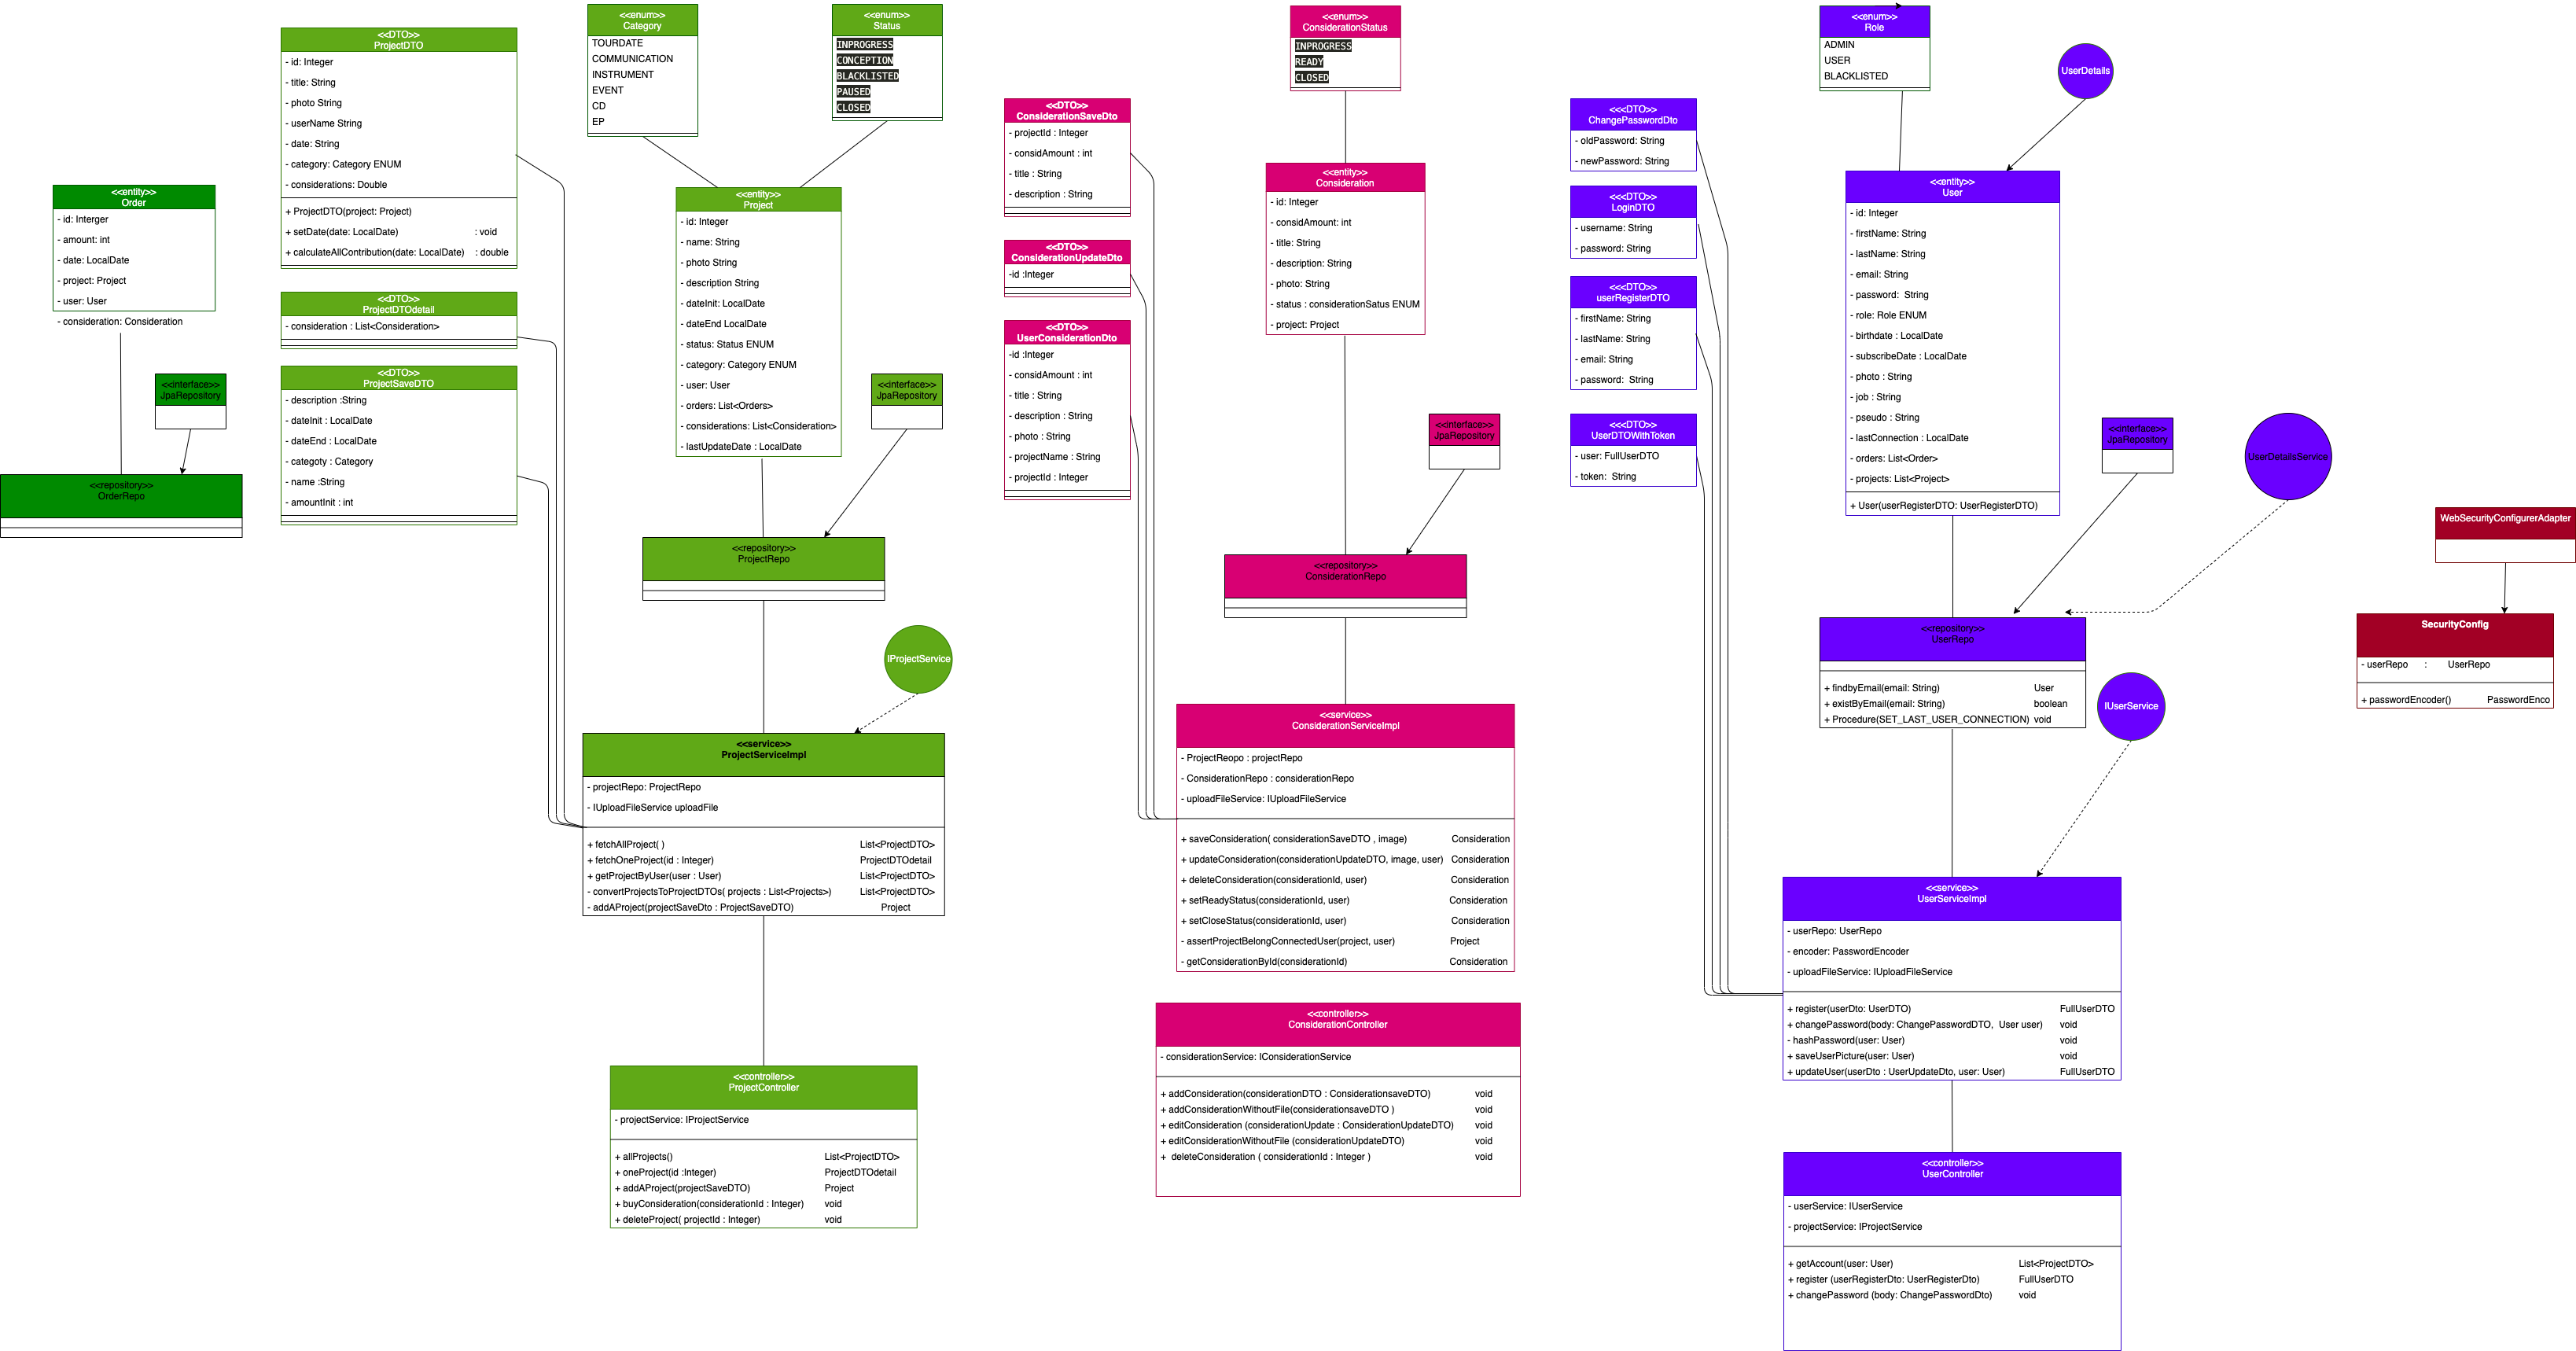 <<entity>>
Order
- id: Interger
- amount: int
- date: LocalDate
- project: Project
- user: User
- consideration: Consideration
<<interface>>
JpaRepository
<<repository>>
OrderRepo
<<DTO>>
ProjectDTO
- id: Integer
- title: String
- photo String
- userName String
- date: String
- category: Category ENUM
- considerations: Double
+ ProjectDTO(project: Project)
+ setDate(date: LocalDate) : void
+ calculateAllContribution(date: LocalDate) : double
<<DTO>>
ProjectDTOdetail
- consideration : List<Consideration>
<<DTO>>
ProjectSaveDTO
- description :String
- dateInit : LocalDate
- dateEnd : LocalDate
- categoty : Category
- name :String
- amountInit : int
<<enum>>
Category
TOURDATE
COMMUNICATION
INSTRUMENT
EVENT
CD
EP
<<enum>>
Status
INPROGRESS
CONCEPTION
BLACKLISTED
PAUSED
CLOSED
<<entity>>
Project
- id: Integer
- name: String
- photo String
- description String
- dateInit: LocalDate
- dateEnd LocalDate
- status: Status ENUM
- category: Category ENUM
- user: User
- orders: List<Orders>
- considerations: List<Consideration>
- lastUpdateDate : LocalDate
<<interface>>
JpaRepository
<<repository>>
ProjectRepo
IProjectService
<<service>>
ProjectServiceImpl
- projectRepo: ProjectRepo
- IUploadFileService uploadFile
+ fetchAllProject( ) List<ProjectDTO>
+ fetchOneProject(id : Integer) ProjectDTOdetail
+ getProjectByUser(user : User) List<ProjectDTO>
- convertProjectsToProjectDTOs( projects : List<Projects>) List<ProjectDTO>
- addAProject(projectSaveDto : ProjectSaveDTO) Project
<<controller>>
ProjectController
- projectService: IProjectService
+ allProjects() List<ProjectDTO>
+ oneProject(id :Integer) ProjectDTOdetail
+ addAProject(projectSaveDTO) Project
+ buyConsideration(considerationId : Integer) void
+ deleteProject( projectId : Integer) void
<<DTO>>
ConsiderationSaveDto
- projectId : Integer
- considAmount : int
- title : String
- description : String
<<DTO>>
ConsiderationUpdateDto
-id :Integer
<<DTO>>
UserConsiderationDto
-id :Integer
- considAmount : int
- title : String
- description : String
- photo : String
- projectName : String
- projectId : Integer
<<enum>>
ConsiderationStatus
INPROGRESS
READY
CLOSED
<<entity>>
Consideration
- id: Integer
- considAmount: int
- title: String
- description: String
- photo: String
- status : considerationSatus ENUM
- project: Project
<<interface>>
JpaRepository
<<repository>>
ConsiderationRepo
<<service>>
ConsiderationServiceImpl
- ProjectReopo : projectRepo
- ConsiderationRepo : considerationRepo
- uploadFileService: IUploadFileService
+ saveConsideration( considerationSaveDTO , image) Consideration
+ updateConsideration(considerationUpdateDTO, image, user) Consideration
+ deleteConsideration(considerationId, user) Consideration
+ setReadyStatus(considerationId, user) Consideration
+ setCloseStatus(considerationId, user) Consideration
- assertProjectBelongConnectedUser(project, user) Project
- getConsiderationById(considerationId) Consideration
<<controller>>
ConsiderationController
- considerationService: IConsiderationService
+ addConsideration(considerationDTO : ConsiderationsaveDTO) void
+ addConsiderationWithoutFile(considerationsaveDTO ) void
+ editConsideration (considerationUpdate : ConsiderationUpdateDTO) void
+ editConsiderationWithoutFile (considerationUpdateDTO) void
+ deleteConsideration ( considerationId : Integer ) void
<<<DTO>>
ChangePasswordDto
- oldPassword: String
- newPassword: String
<<<DTO>>
LoginDTO
- username: String
- password: String
<<<DTO>>
userRegisterDTO
- firstName: String
- lastName: String
- email: String
- password: String
<<<DTO>>
UserDTOWithToken
- user: FullUserDTO
- token: String
<<enum>>
Role
ADMIN
USER
BLACKLISTED
UserDetails
<<entity>>
User
- id: Integer
- firstName: String
- lastName: String
- email: String
- password: String
- role: Role ENUM
- birthdate : LocalDate
- subscribeDate : LocalDate
- photo : String
- job : String
- pseudo : String
- lastConnection : LocalDate
- orders: List<Order>
- projects: List<Project>
+ User(userRegisterDTO: UserRegisterDTO)
<<interface>>
JpaRepository
UserDetailsService
<<repository>>
UserRepo
+ findbyEmail(email: String) User
+ existByEmail(email: String) boolean
+ Procedure(SET_LAST_USER_CONNECTION) void
IUserService
<<service>>
UserServiceImpl
- userRepo: UserRepo
- encoder: PasswordEncoder
- uploadFileService: IUploadFileService
+ register(userDto: UserDTO) FullUserDTO
+ changePassword(body: ChangePasswordDTO, User user) void
- hashPassword(user: User) void
+ saveUserPicture(user: User) void
+ updateUser(userDto : UserUpdateDto, user: User) FullUserDTO
<<controller>>
UserController
- userService: IUserService
- projectService: IProjectService
+ getAccount(user: User) List<ProjectDTO>
+ register (userRegisterDto: UserRegisterDto) FullUserDTO
+ changePassword (body: ChangePasswordDto) void
WebSecurityConfigurerAdapter
SecurityConfig
- userRepo : UserRepo
+ passwordEncoder() PasswordEnco